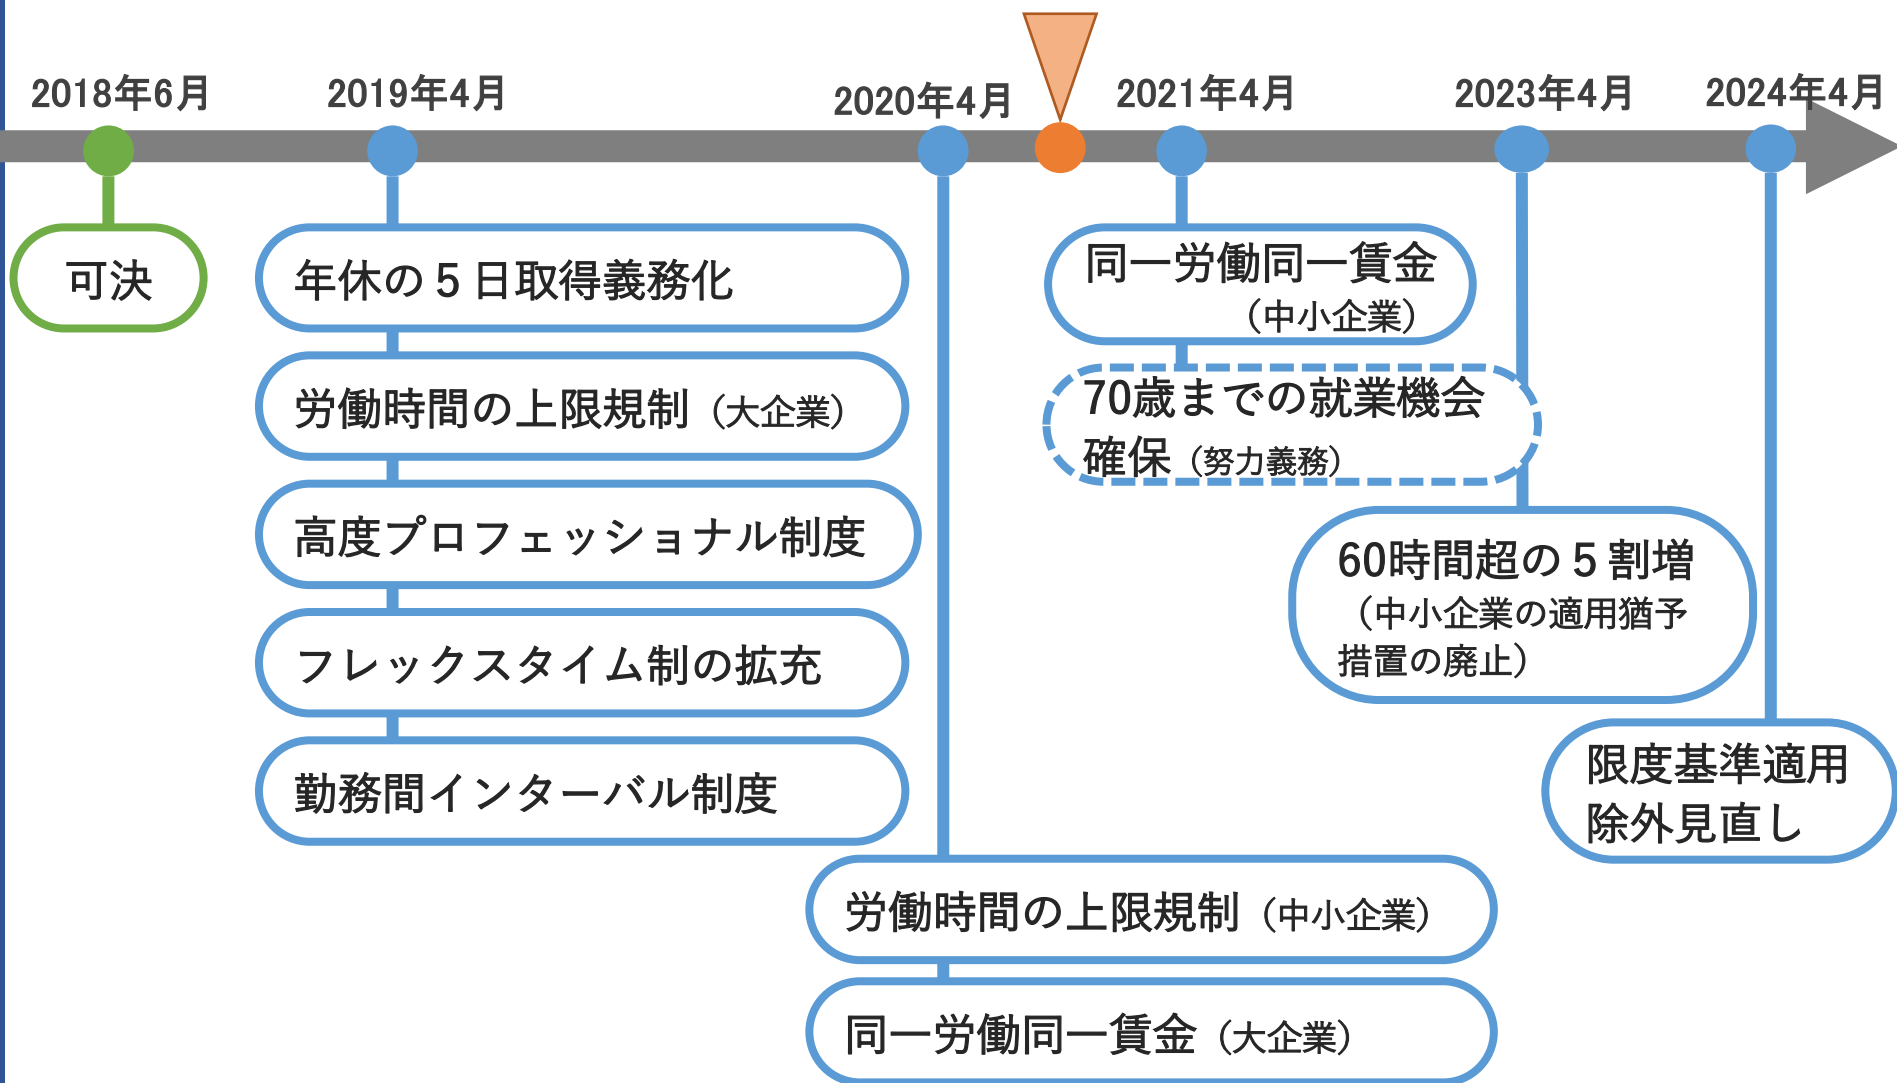 2018年6月
2019年4月
2020年4月
2021年4月
2023年4月
2024年4月
可決
年休の5日取得義務化
労働時間の上限規制（大企業）
高度プロフェッショナル制度
フレックスタイム制の拡充
勤務間インターバル制度
労働時間の上限規制（中小企業）
同一労働同一賃金（大企業）
同一労働同一賃金
（中小企業）
70歳までの就業機会
確保（努力義務）
60時間超の5割増
（中小企業の適用猶予
措置の廃止）
限度基準適用
除外見直し